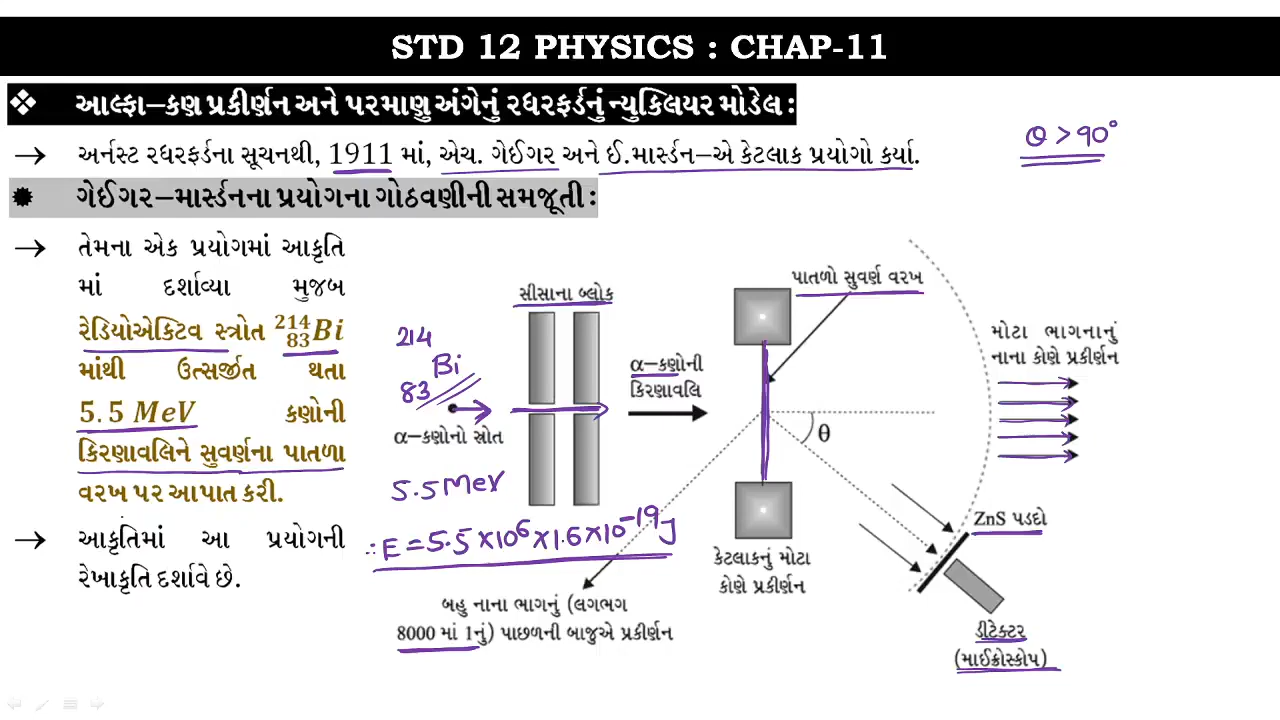 STD 12 PHYSICS : CHAP-11
❖ આલ્ફા–કણ પ્રકીર્ણન અને પરમાણુ અંગેનું રધરફર્ડનું ન્યુક્લિયર મોડેલ :
→ અર્નસ્ટ રધરફર્ડના સૂચનથી, 1911 માં, એચ. ગેઈગર અને ઈ.માર્સ્ડન–એ કેટલાક પ્રયોગો કર્યા.
θ > 90°
ગેઈગર–માર્સ્ડનના પ્રયોગના ગોઠવણીની સમજૂતી :
→ તેમના એક પ્રયોગમાં આકૃતિ
માં દર્શાવ્યા મુજબ
રેડિયોએક્ટિવ સ્ત્રોત ²¹⁴₈₃Bi
માંથી ઉત્સર્જીત થતા
5.5 MeV કણોની
કિરણાવલિને સુવર્ણના પાતળા
વરખ પર આપાત કરી.
→ આકૃતિમાં આ પ્રયોગની
રેખાકૃતિ દર્શાવે છે.
સીસાના બ્લોક
214
Bi
83
α–કણોનો સ્રોત
5.5 MeV
∴ E = 5.5 × 10⁶ × 1.6 × 10⁻¹⁹ J
α–કણોની
કિરણાવલિ
પાતળો સુવર્ણ વરખ
θ
મોટા ભાગનાનું
નાના કોણે પ્રકીર્ણન
ZnS પડદો
કેટલાકનું મોટા
કોણે પ્રકીર્ણન
બહુ નાના ભાગનું (લગભગ
8000 માં 1નું) પાછળની બાજુએ પ્રકીર્ણન
ડીટેક્ટર
(માઈક્રોસ્કોપ)